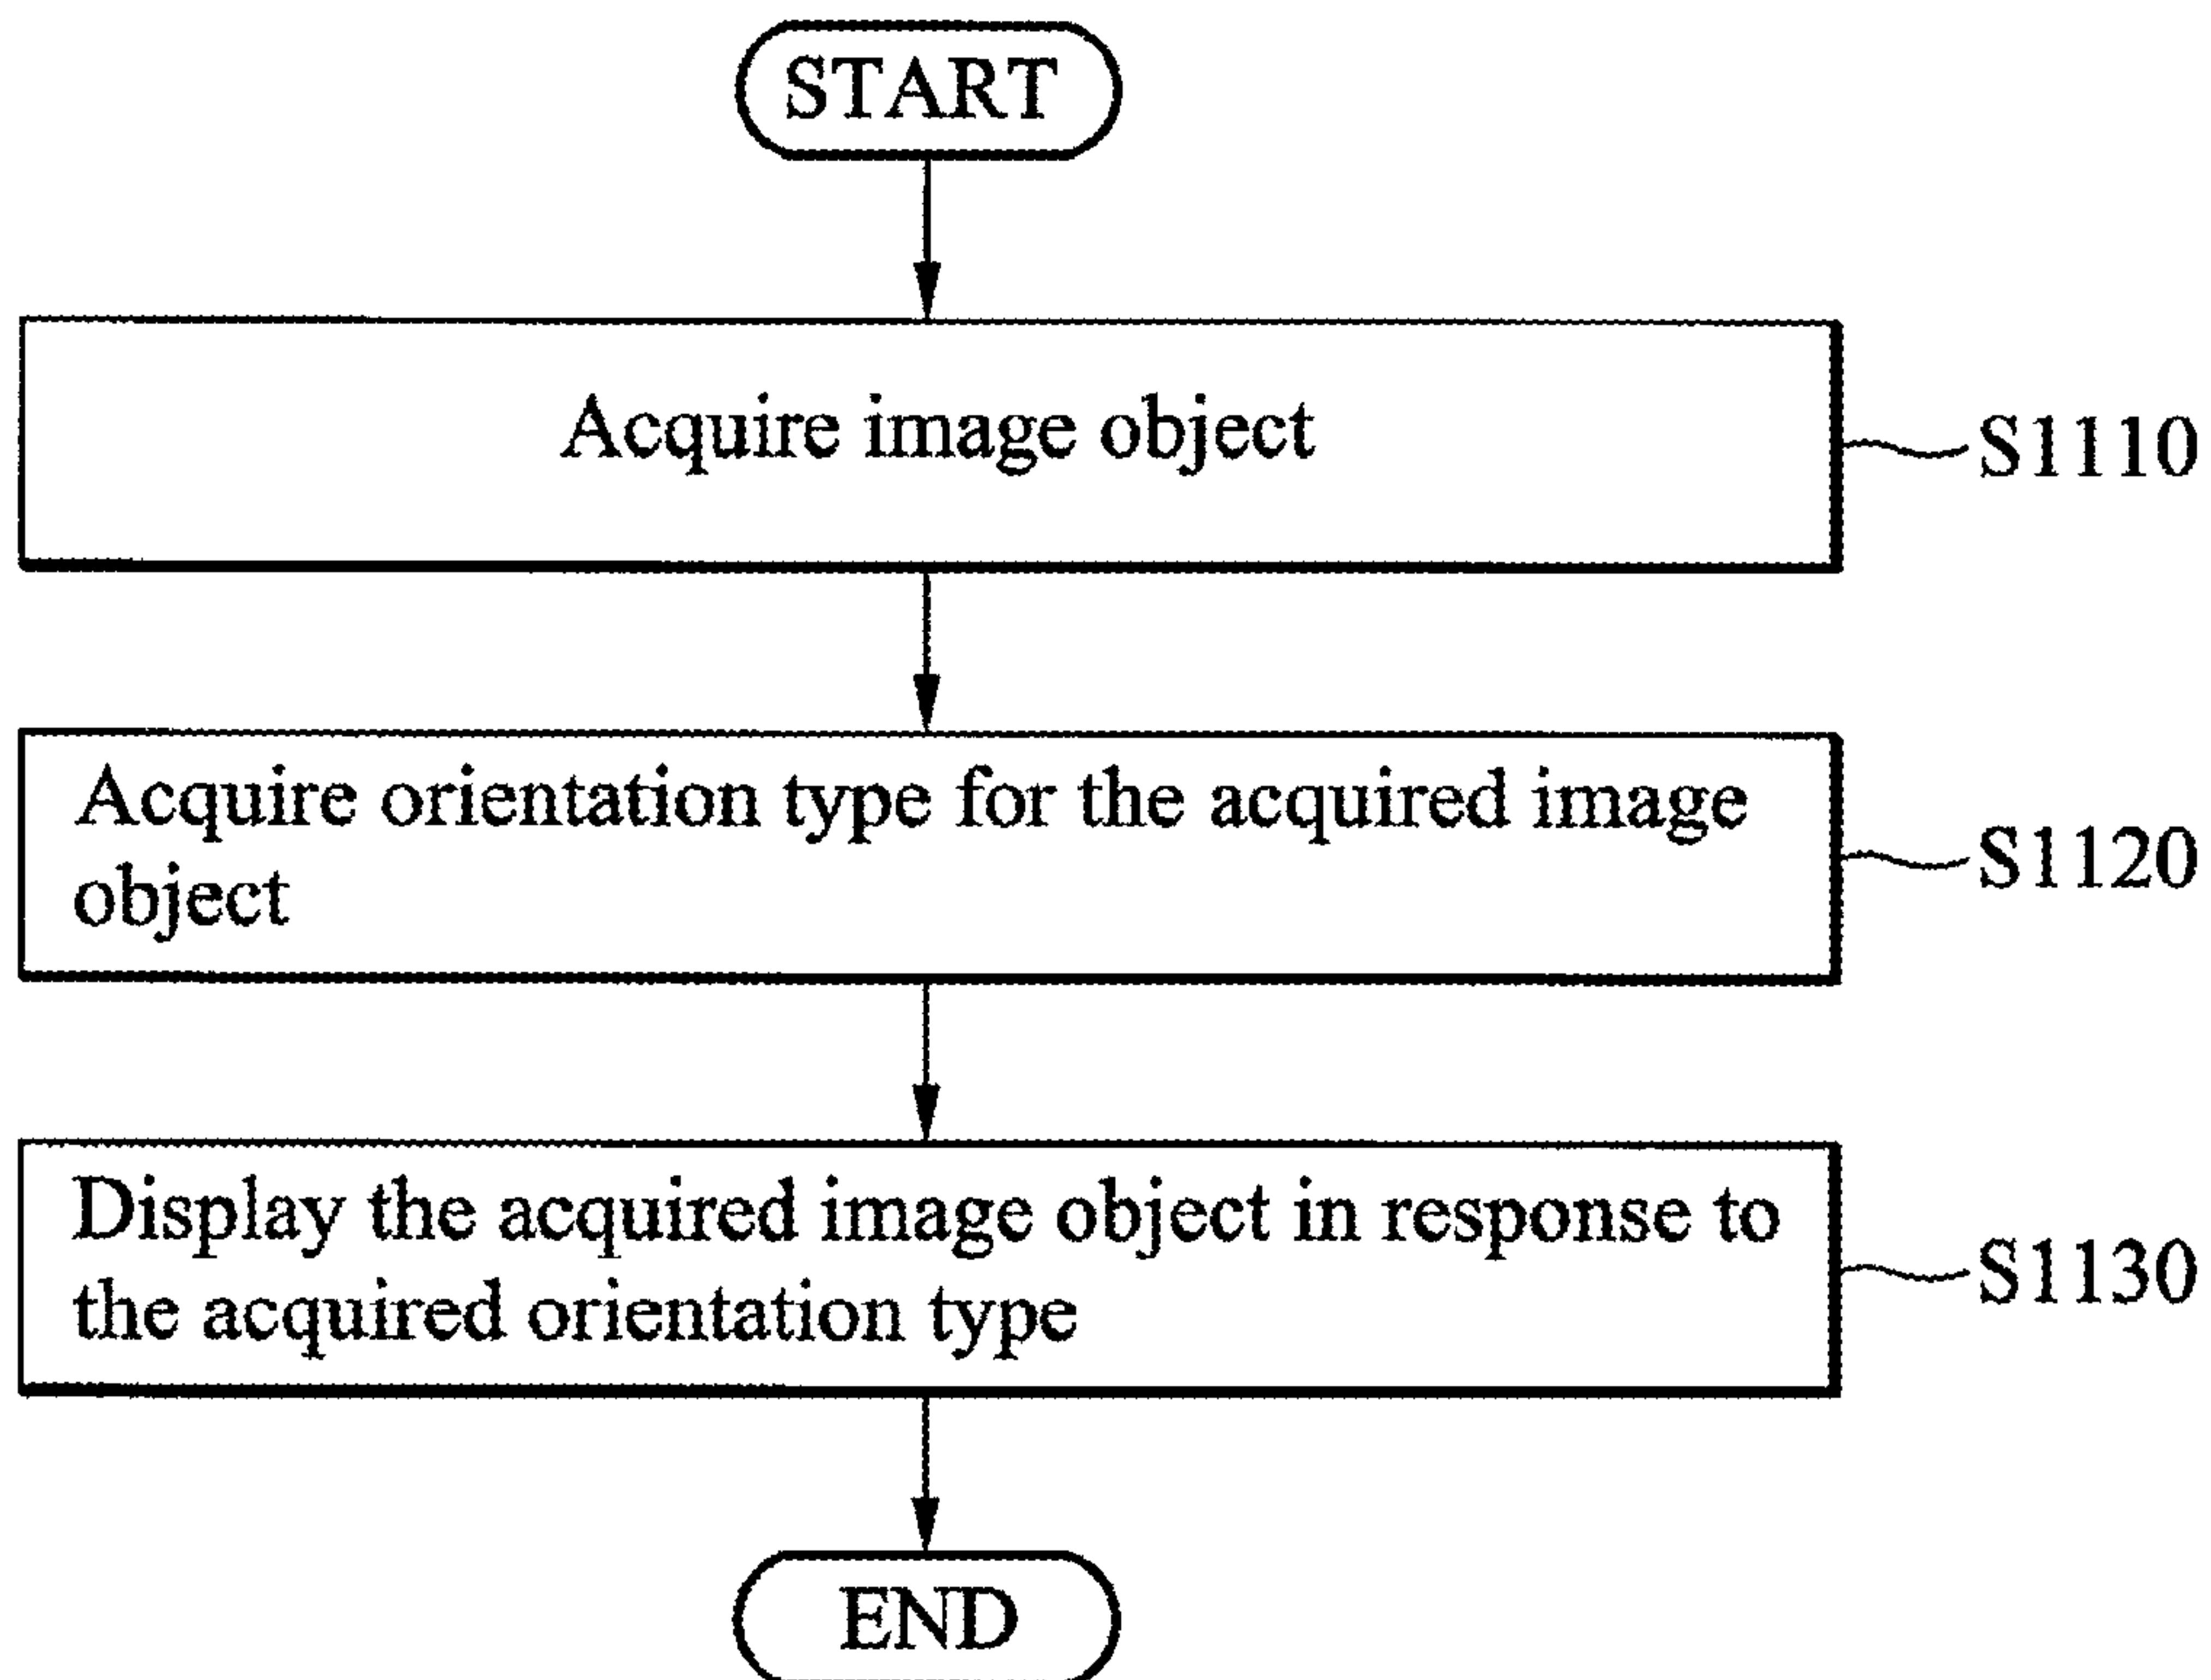 START
Acquire image object
S1110
Acquire orientation type for the acquired image
object
S1120
Display the acquired image object in response to
the acquired orientation type
S1130
END